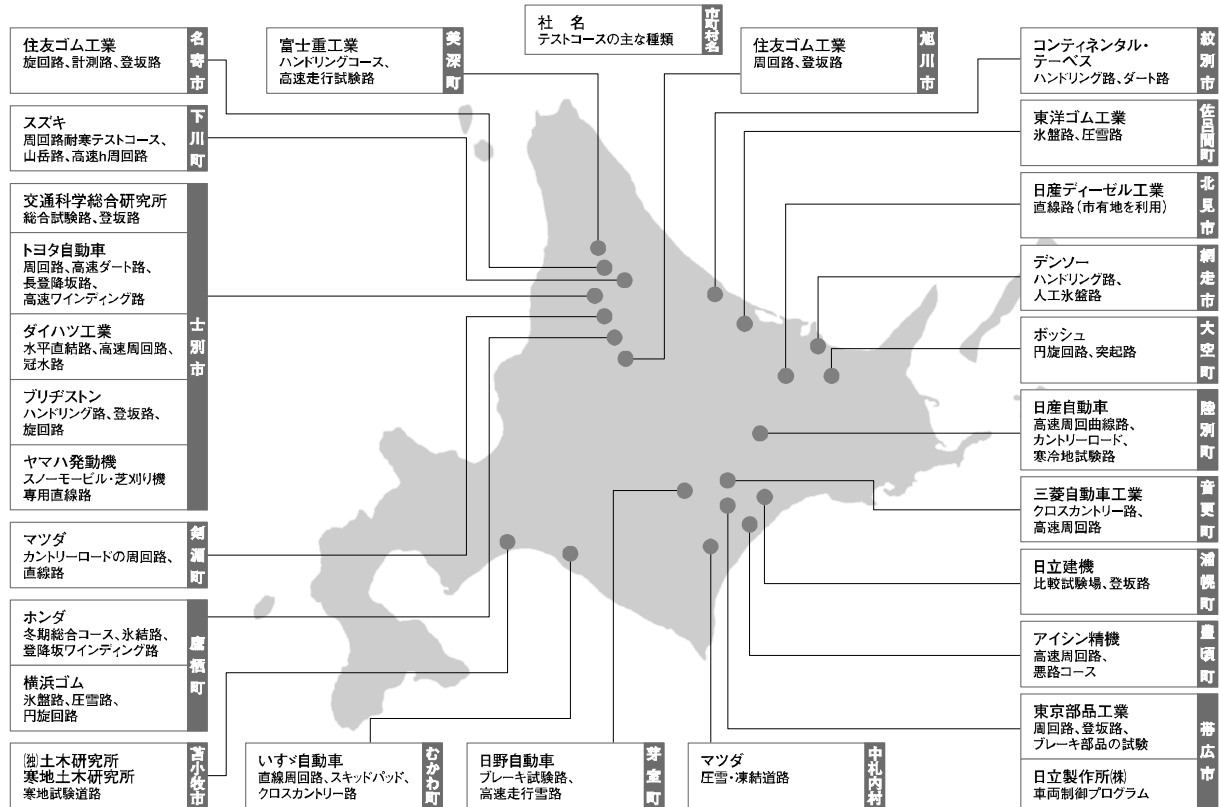 社 名
テストコースの主な種類
市町村名
住友ゴム工業
旋回路、計測路、登坂路
名寄市
富士重工業
ハンドリングコース、
高速走行試験路
美深町
住友ゴム工業
周回路、登坂路
旭川市
コンティネンタル・
テーベス
ハンドリング路、ダート路
紋別市
スズキ
周回路耐寒テストコース、
山岳路、高速h周回路
下川町
東洋ゴム工業
氷盤路、圧雪路
佐呂間町
交通科学総合研究所
総合試験路、登坂路
トヨタ自動車
周回路、高速ダート路、
長登降坂路、
高速ワインディング路
ダイハツ工業
水平直結路、高速周回路、
冠水路
ブリヂストン
ハンドリング路、登坂路、
旋回路
ヤマハ発動機
スノーモービル・芝刈り機
専用直線路
士別市
日産ディーゼル工業
直線路（市有地を利用）
北見市
デンソー
ハンドリング路、
人工氷盤路
網走市
ボッシュ
円旋回路、突起路
大空町
日産自動車
高速周回曲線路、
カントリーロード、
寒冷地試験路
陸別町
三菱自動車工業
クロスカントリー路、
高速周回路
音更町
マツダ
カントリーロードの周回路、
直線路
剣淵町
日立建機
比較試験場、登坂路
浦幌町
ホンダ
冬期総合コース、氷結路、
登降坂ワインディング路
横浜ゴム
氷盤路、圧雪路、
円旋回路
鷹栖町
アイシン精機
高速周回路、
悪路コース
豊頃町
東京部品工業
周回路、登坂路、
ブレーキ部品の試験
日立製作所㈱
車両制御プログラム
帯広市
㈱土木研究所
寒地土木研究所
寒地試験道路
苫小牧市
いすゞ自動車
直線周回路、スキッドパッド、
クロスカントリー路
むかわ町
日野自動車
ブレーキ試験路、
高速走行雪路
芽室町
マツダ
圧雪・凍結道路
中札内村